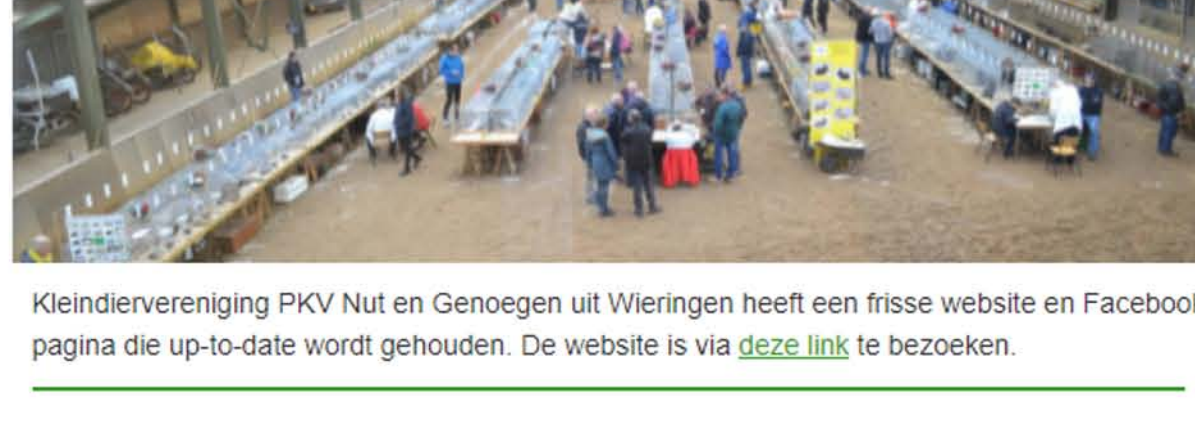 Kleindiervereniging PKV Nut en Genoegen uit Wieringen heeft een frisse website en Facebook
pagina die up-to-date wordt gehouden. De website is via deze link te bezoeken.